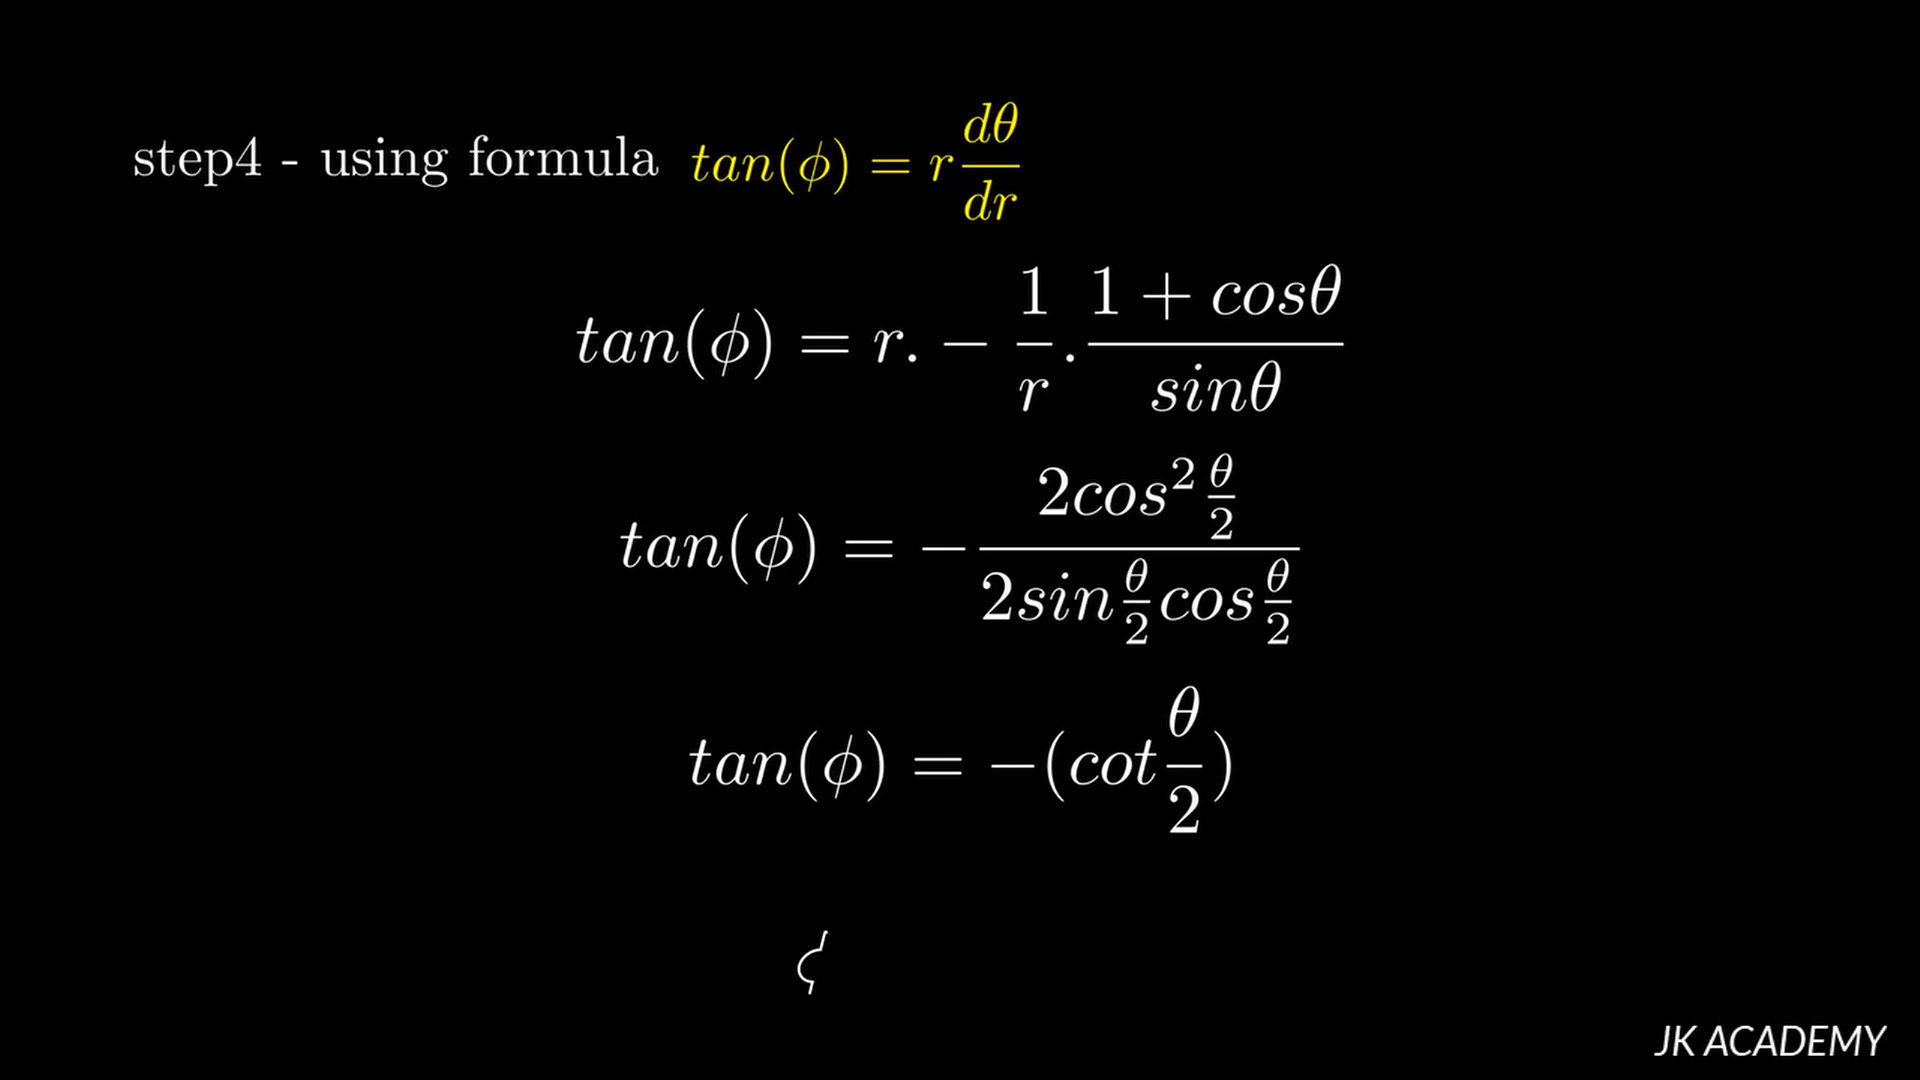 step4 - using formula tan(ϕ) = r dθ/dr
tan(ϕ) = r. − 1/r . 1 + cosθ/sinθ
tan(ϕ) = − 2cos² θ/2 / 2sin θ/2 cos θ/2
tan(ϕ) = −(cot θ/2)
JK ACADEMY